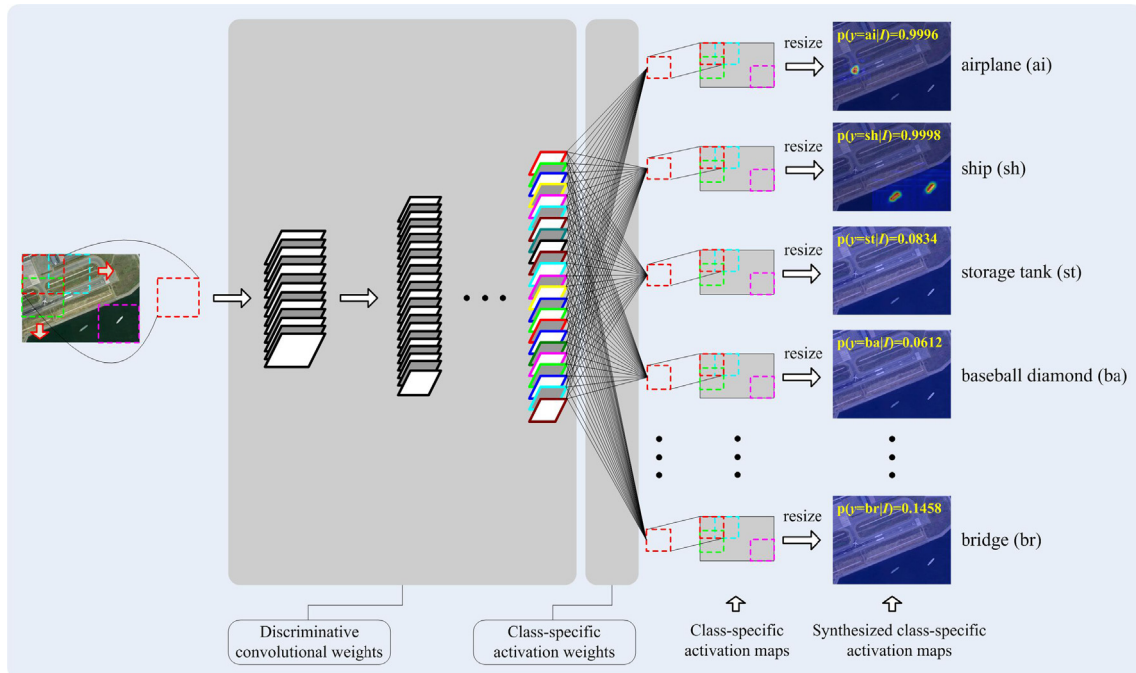 resize
p(y=ai|I)=0.9996
airplane (ai)
resize
p(y=sh|I)=0.9998
ship (sh)
resize
p(y=st|I)=0.0834
storage tank (st)
resize
p(y=ba|I)=0.0612
baseball diamond (ba)
resize
p(y=br|I)=0.1458
bridge (br)
Discriminative
convolutional weights
Class-specific
activation weights
Class-specific
activation maps
Synthesized class-specific
activation maps